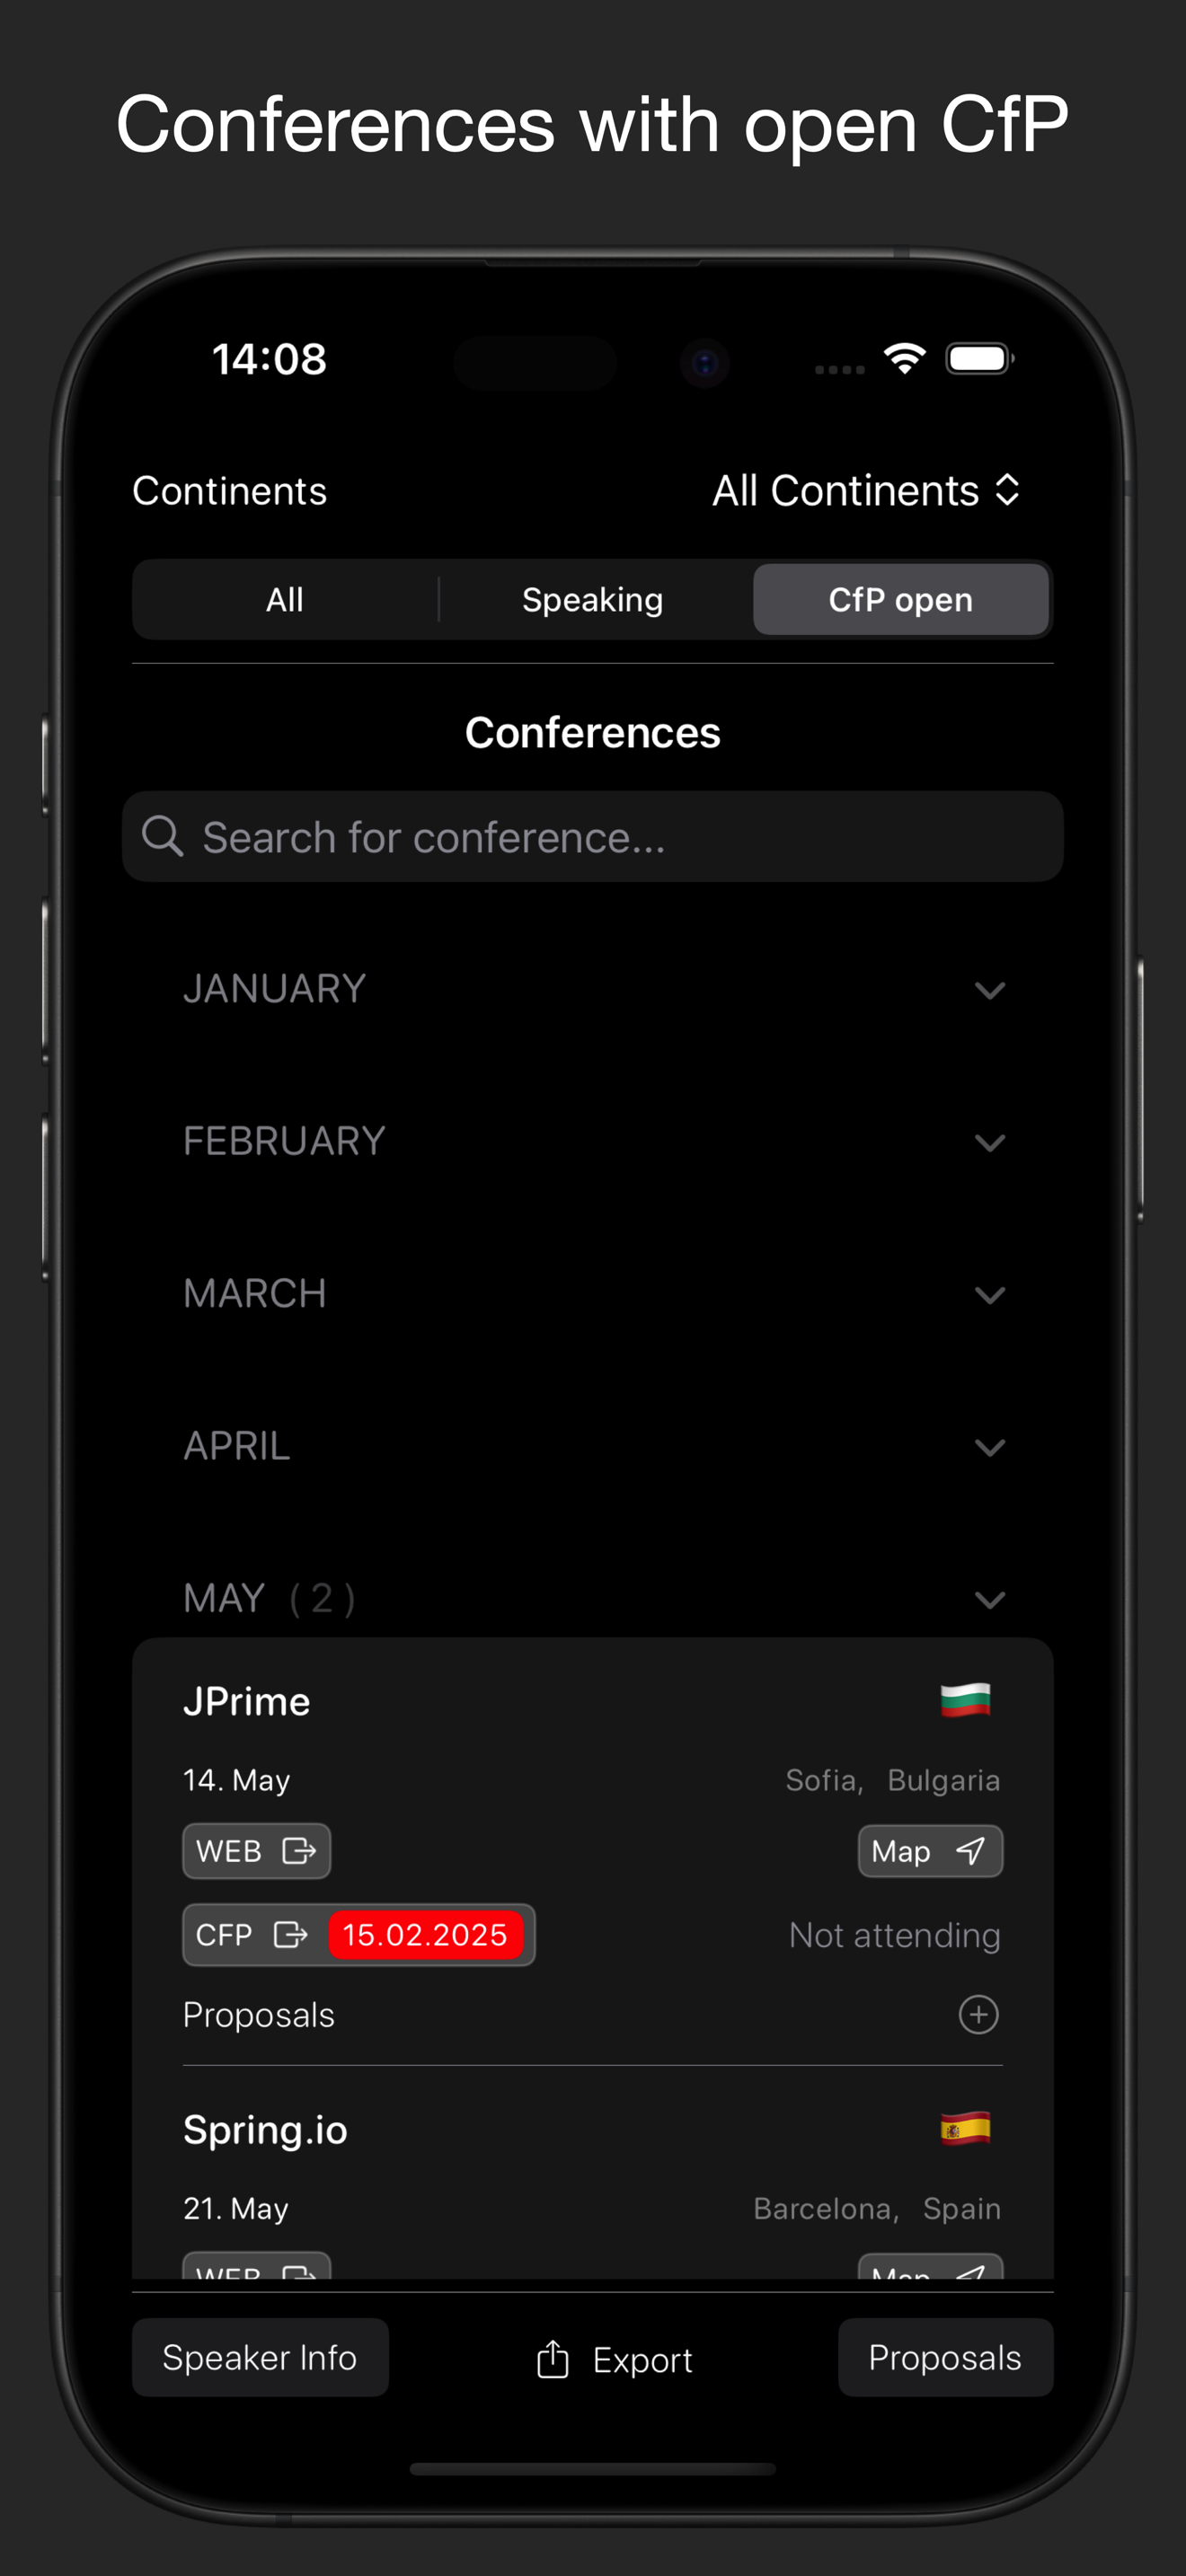 Conferences with open CfP
14:08
Continents All Continents
All Speaking CfP open
Conferences
Search for conference...
JANUARY
FEBRUARY
MARCH
APRIL
MAY ( 2 )
JPrime
14. May Sofia, Bulgaria
WEB Map
CFP 15.02.2025 Not attending
Proposals
Spring.io
21. May Barcelona, Spain
WEB Map
Speaker Info Export Proposals